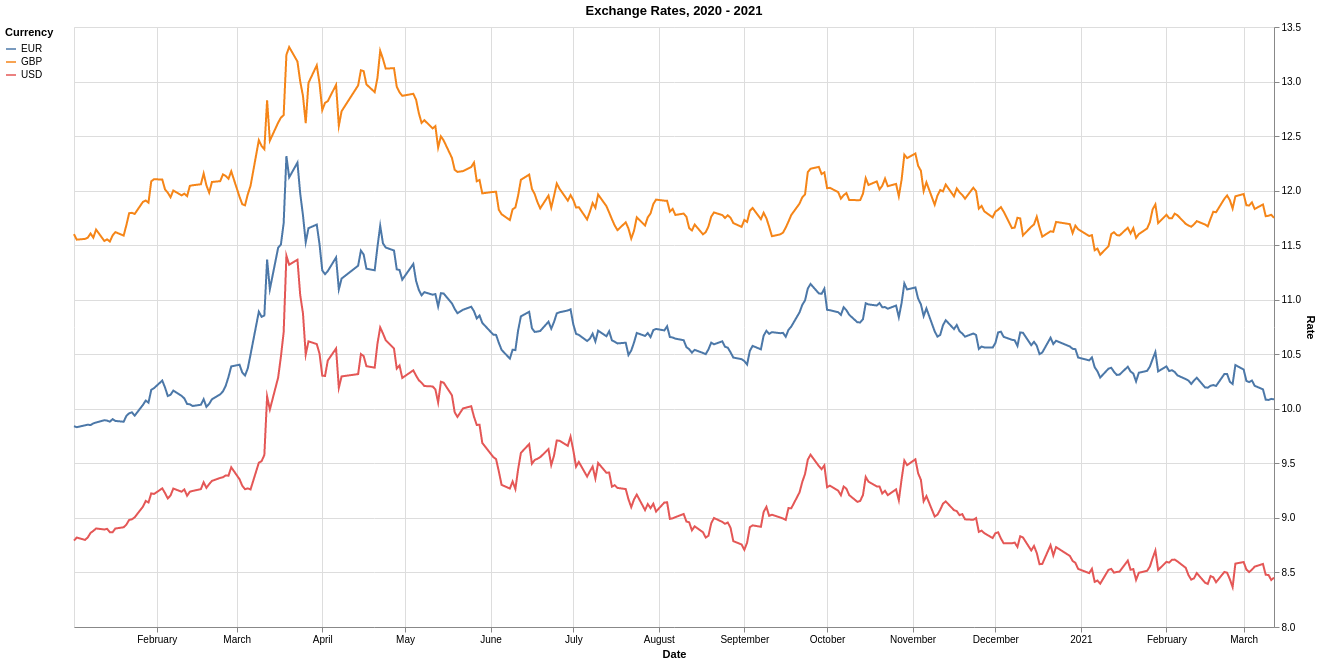 Exchange Rates, 2020 - 2021
Currency
EUR
GBP
USD
13.5
13.0
12.5
12.0
11.5
11.0
10.5
10.0
9.5
9.0
8.5
8.0
Rate
February March April May June July August September October November December 2021 February March
Date